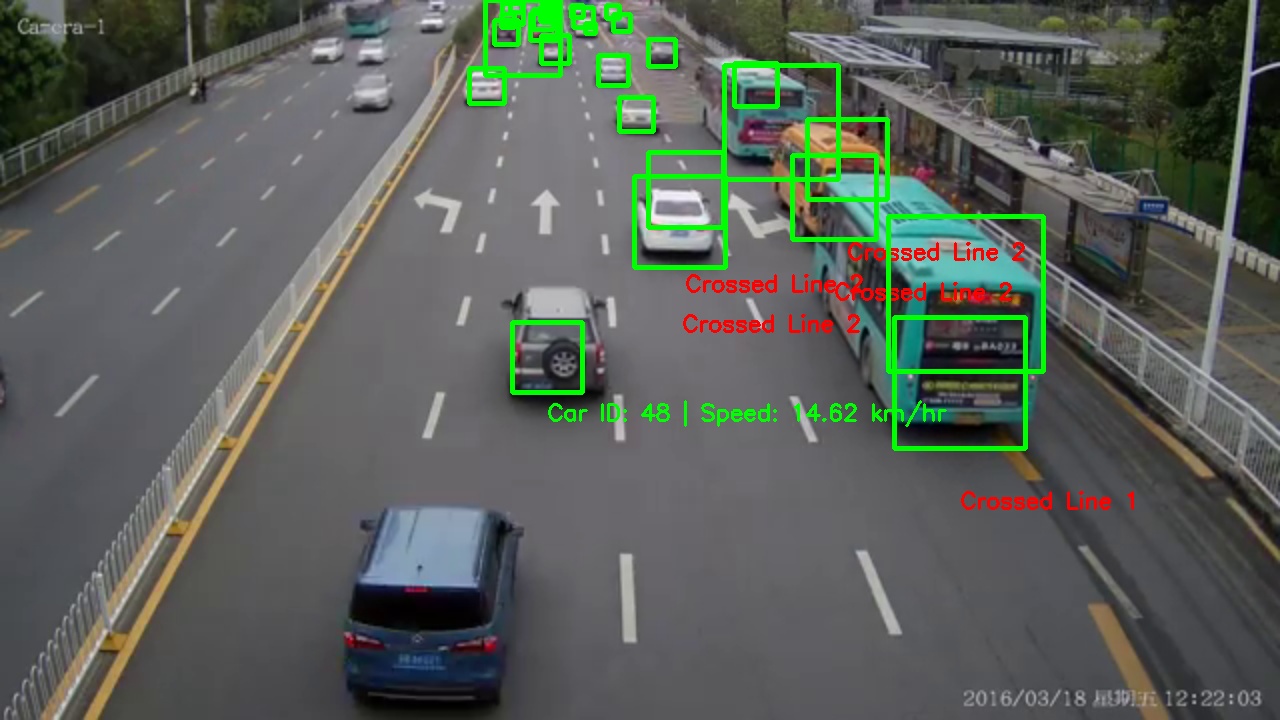 Camera-1
Crossed Line 2
Crossed Line 2
Crossed Line 2
Crossed Line 2
Car ID: 48 | Speed: 14.62 km/hr
Crossed Line 1
2016/03/18 星期五 12:22:03